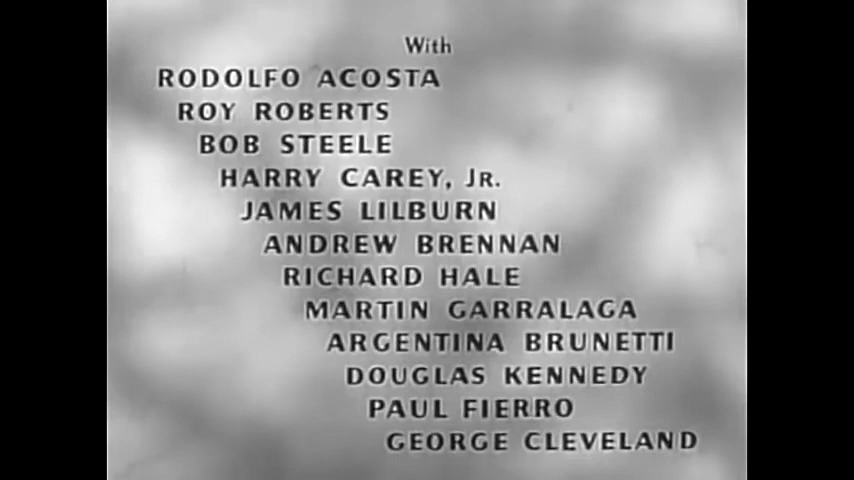 With
RODOLFO ACOSTA
ROY ROBERTS
BOB STEELE
HARRY CAREY, JR.
JAMES LILBURN
ANDREW BRENNAN
RICHARD HALE
MARTIN GARRALAGA
ARGENTINA BRUNETTI
DOUGLAS KENNEDY
PAUL FIERRO
GEORGE CLEVELAND